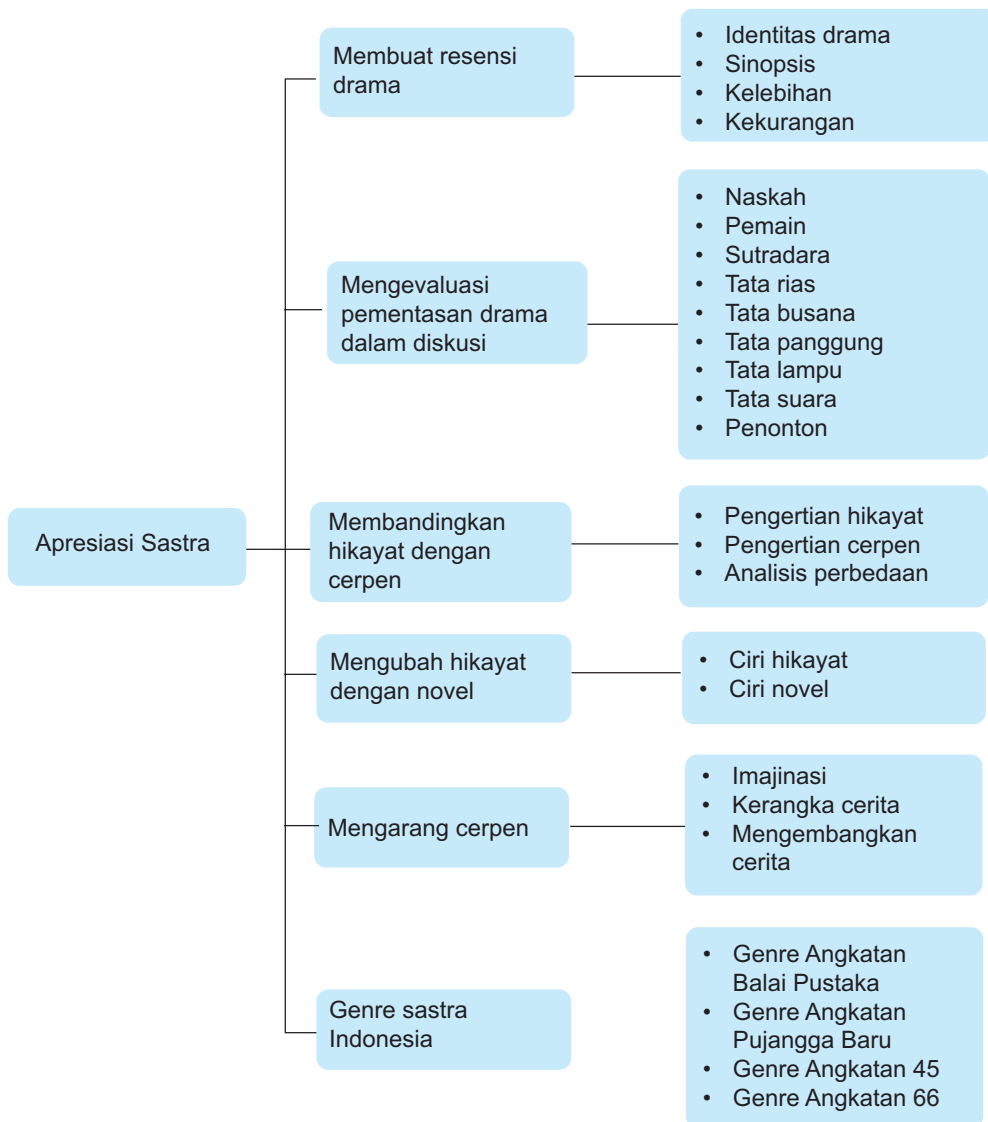 Membuat resensi
drama
• Identitas drama
• Sinopsis
• Kelebihan
• Kekurangan
Mengevaluasi
pementasan drama
dalam diskusi
• Naskah
• Pemain
• Sutradara
• Tata rias
• Tata busana
• Tata panggung
• Tata lampu
• Tata suara
• Penonton
Apresiasi Sastra
Membandingkan
hikayat dengan
cerpen
• Pengertian hikayat
• Pengertian cerpen
• Analisis perbedaan
Mengubah hikayat
dengan novel
• Ciri hikayat
• Ciri novel
Mengarang cerpen
• Imajinasi
• Kerangka cerita
• Mengembangkan
cerita
Genre sastra
Indonesia
• Genre Angkatan
Balai Pustaka
• Genre Angkatan
Pujangga Baru
• Genre Angkatan 45
• Genre Angkatan 66